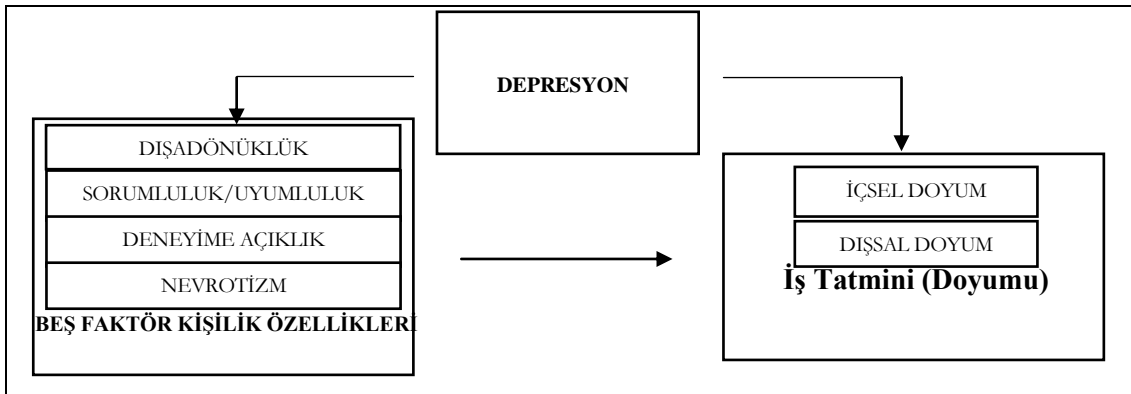 DEPRESYON
DIŞADÖNÜKLÜK
SORUMLULUK/UYUMLULUK
DENEYİME AÇIKLIK
NEVROTİZM
BEŞ FAKTÖR KİŞİLİK ÖZELLİKLERİ
İÇSEL DOYUM
DIŞSAL DOYUM
İş Tatmini (Doyumu)